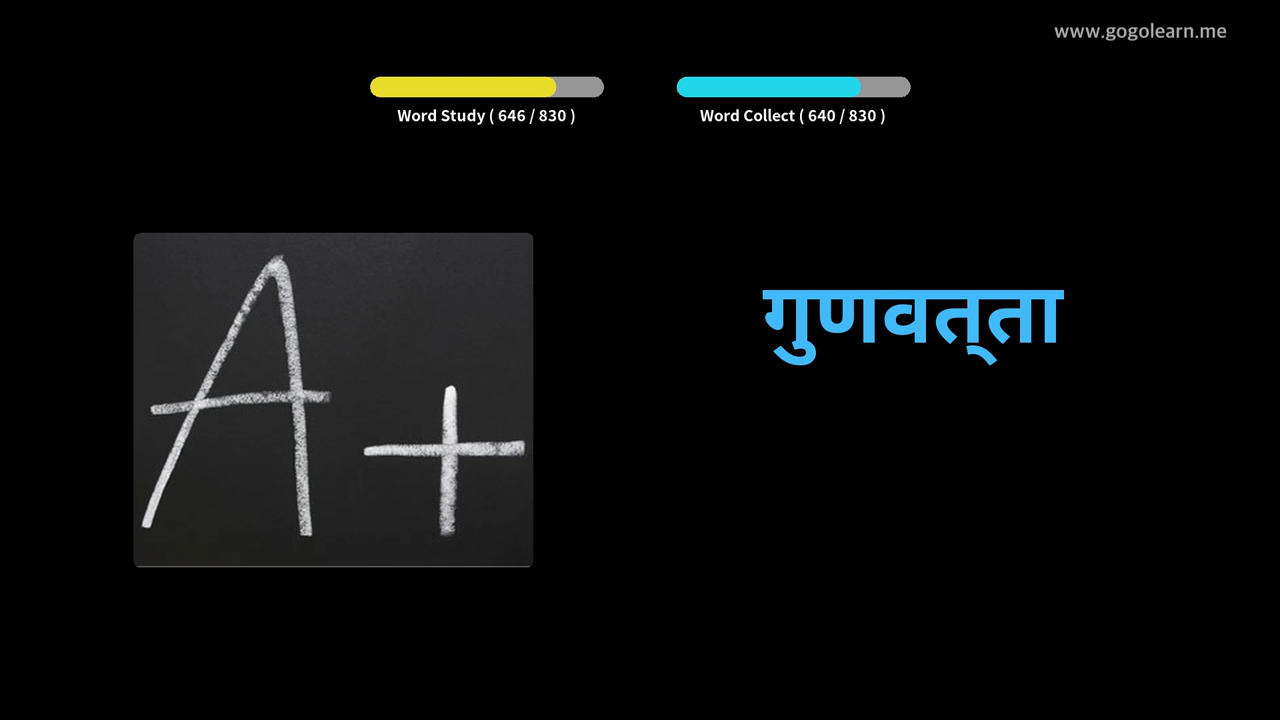 www.gogolearn.me
Word Study ( 646 / 830 )
Word Collect ( 640 / 830 )
A+
गुणवत्‌ता